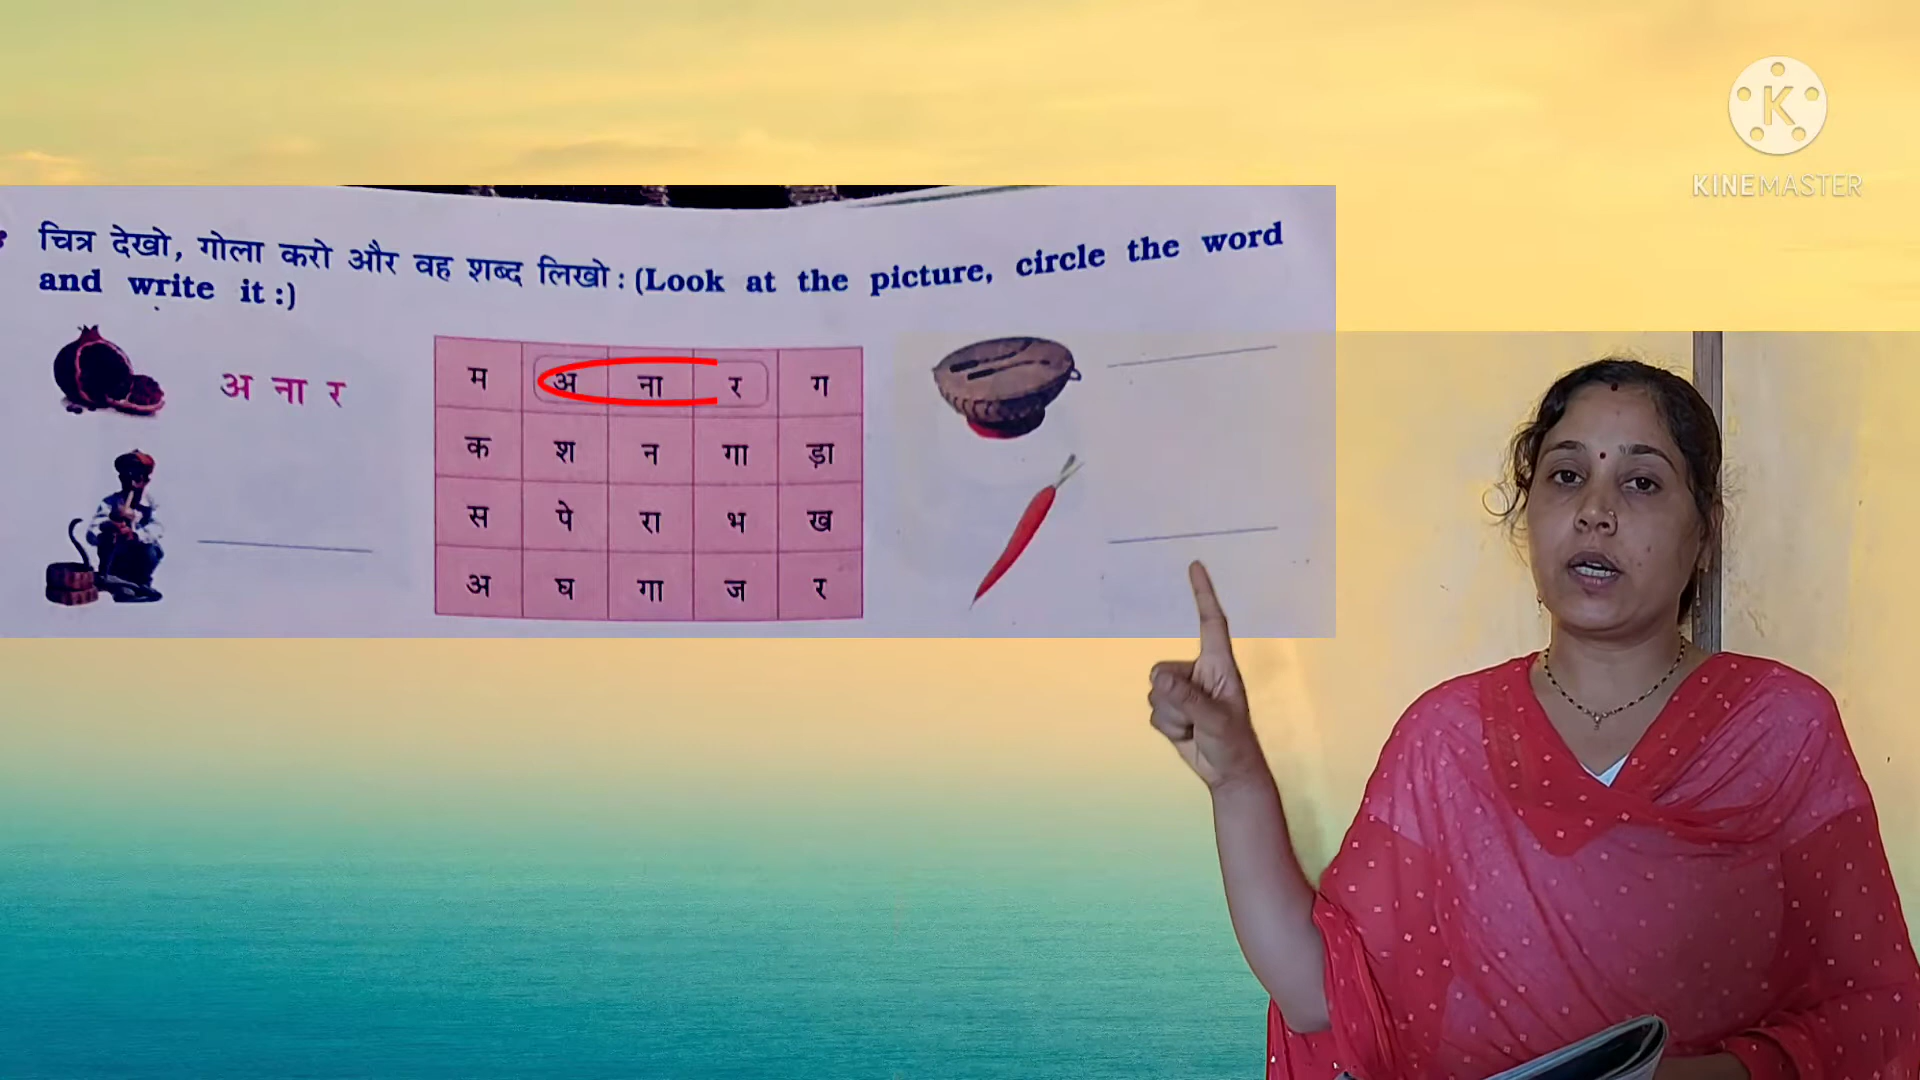 चित्र देखो, गोला करो और वह शब्द लिखो : (Look at the picture, circle the word
and write it :)
अ ना र
म अ ना र ग
क श न गा ड़ा
स पे रा भ ख
अ घ गा ज र
KINEMASTER